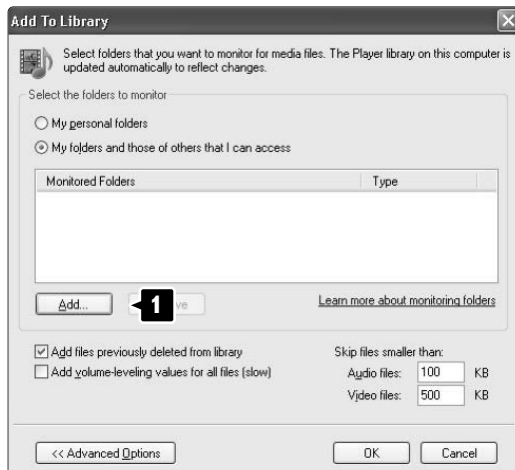 Add To Library
Select folders that you want to monitor for media files. The Player library on this computer is
updated automatically to reflect changes.
Select the folders to monitor
My personal folders
My folders and those of others that I can access
Monitored Folders Type
Add... 1 Learn more about monitoring folders
Add files previously deleted from library
Add volume-leveling values for all files (slow)
Skip files smaller than:
Audio files: 100 KB
Video files: 500 KB
<< Advanced Options OK Cancel